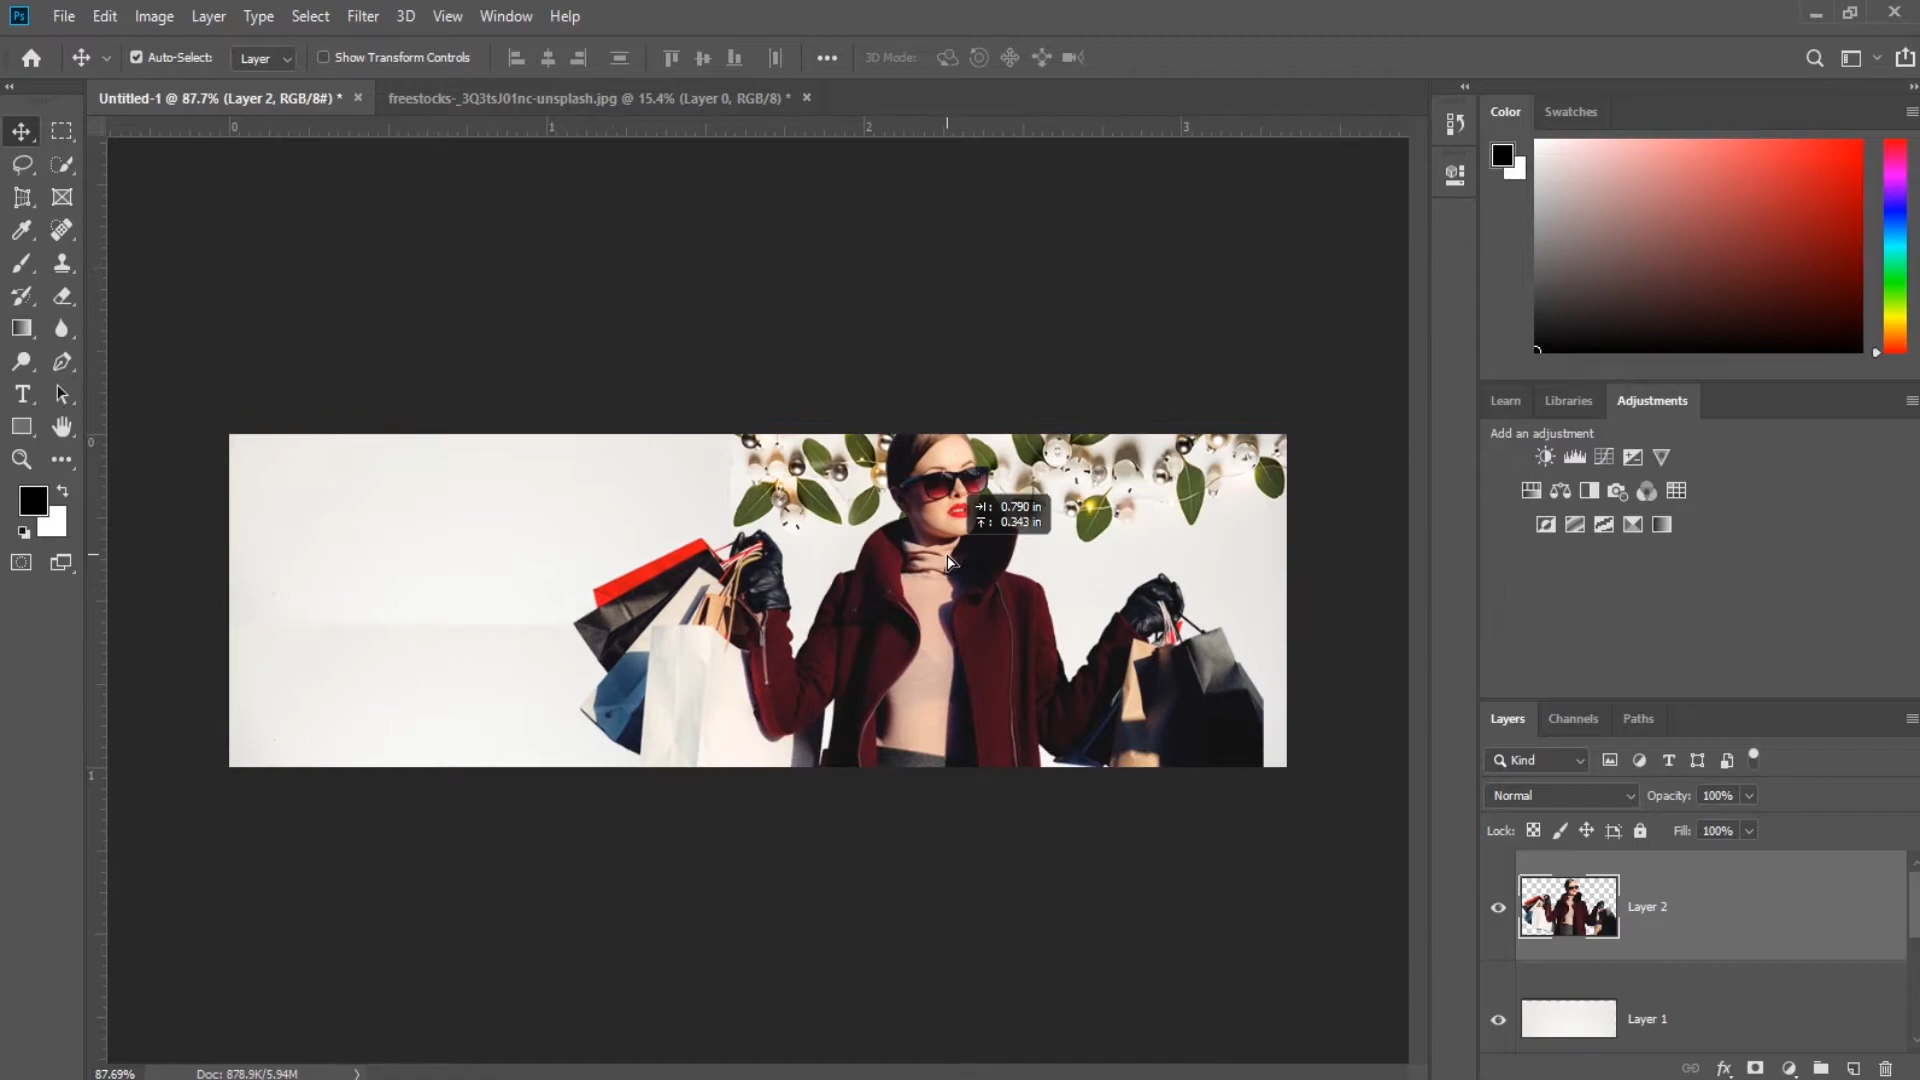 Ps File Edit Image Layer Type Select Filter 3D View Window Help
Auto-Select: Layer Show Transform Controls ••• 3D Mode:
Untitled-1 @ 87.7% (Layer 2, RGB/8#) * × freestocks-_3Q3tsJ01nc-unsplash.jpg @ 15.4% (Layer 0, RGB/8) * ×
0 1 2 3
0
1
Color Swatches
Learn Libraries Adjustments
Add an adjustment
0.790 in
0.343 in
Layers Channels Paths
Kind
Normal Opacity: 100%
Lock: Fill: 100%
Layer 2
Layer 1
fx
87.69% Doc: 878.9K/5.94M